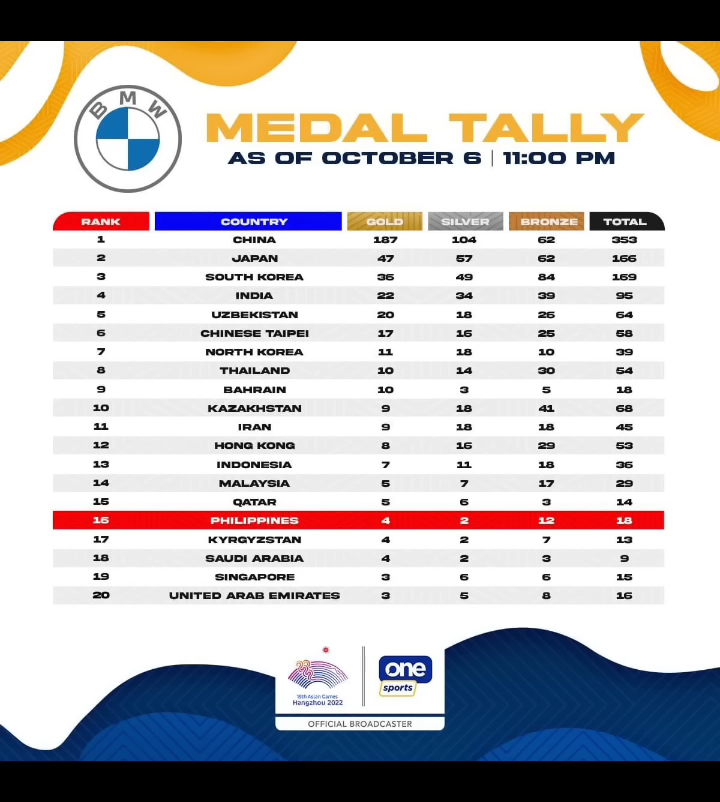 BMW
MEDAL TALLY
AS OF OCTOBER 6 | 11:00 PM
RANK COUNTRY GOLD SILVER BRONZE TOTAL
1 CHINA 187 104 62 353
2 JAPAN 47 57 62 166
3 SOUTH KOREA 36 49 84 169
4 INDIA 22 34 39 95
5 UZBEKISTAN 20 18 26 64
6 CHINESE TAIPEI 17 16 25 58
7 NORTH KOREA 11 18 10 39
8 THAILAND 10 14 30 54
9 BAHRAIN 10 3 5 18
10 KAZAKHSTAN 9 18 41 68
11 IRAN 9 18 18 45
12 HONG KONG 8 16 29 53
13 INDONESIA 7 11 18 36
14 MALAYSIA 5 7 17 29
15 QATAR 5 6 3 14
16 PHILIPPINES 4 2 12 18
17 KYRGYZSTAN 4 2 7 13
18 SAUDI ARABIA 4 2 3 9
19 SINGAPORE 3 6 6 15
20 UNITED ARAB EMIRATES 3 5 8 16
19th Asian Games
Hangzhou 2022
one
sports
OFFICIAL BROADCASTER